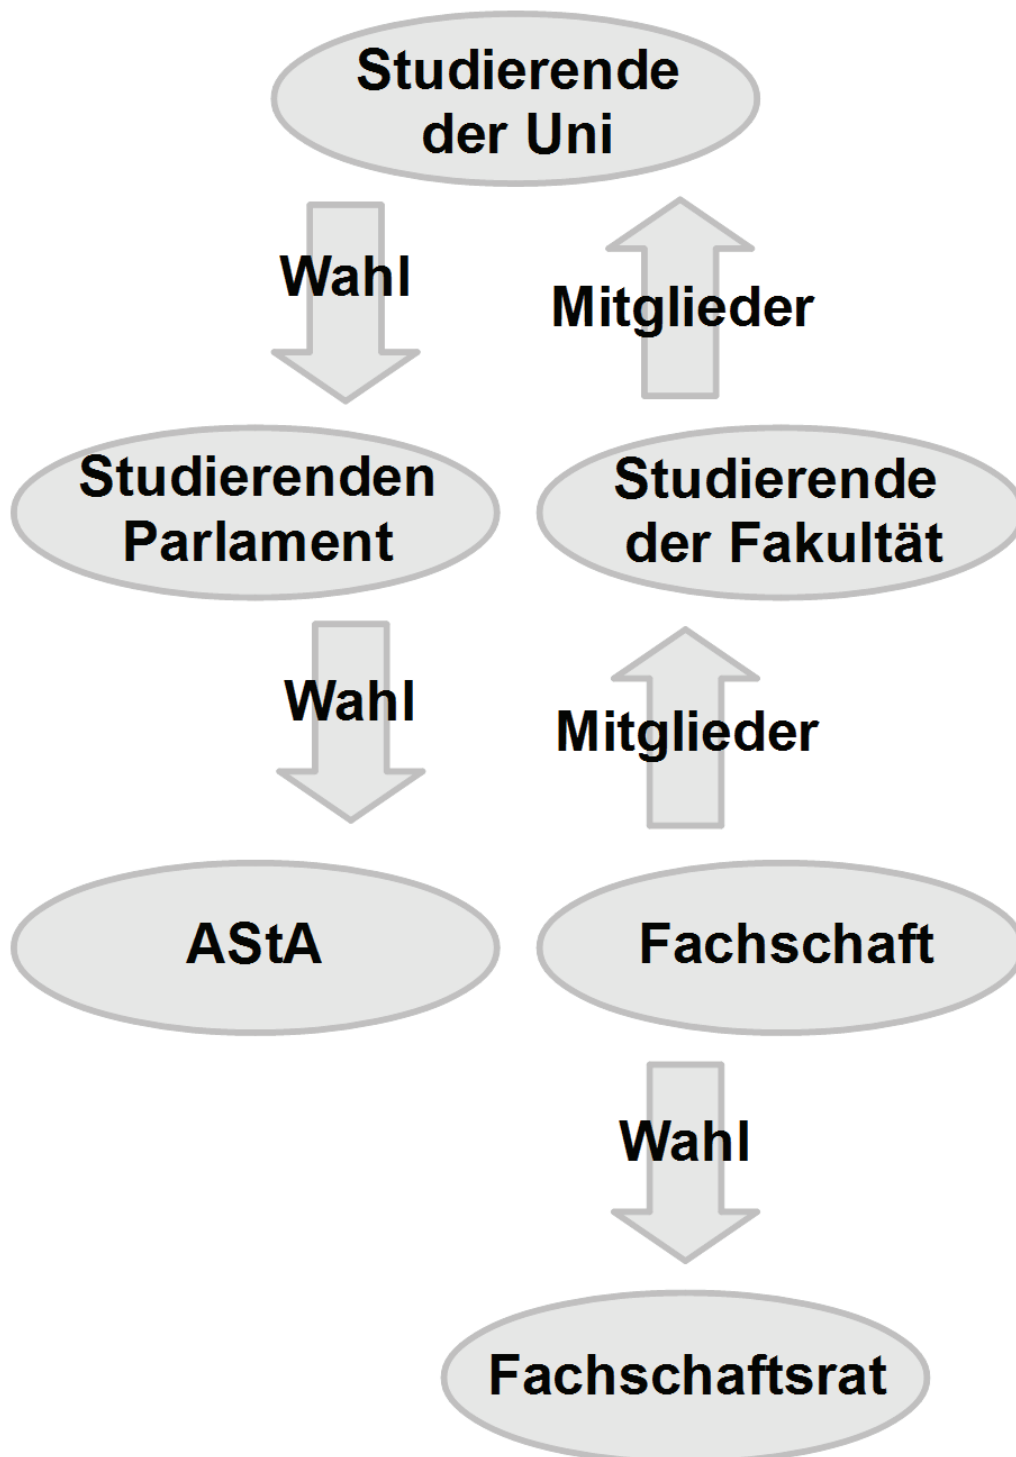 Studierende
der Uni
Wahl
Mitglieder
Studierenden
Parlament
Studierende
der Fakultät
Wahl
Mitglieder
AStA
Fachschaft
Wahl
Fachschaftsrat